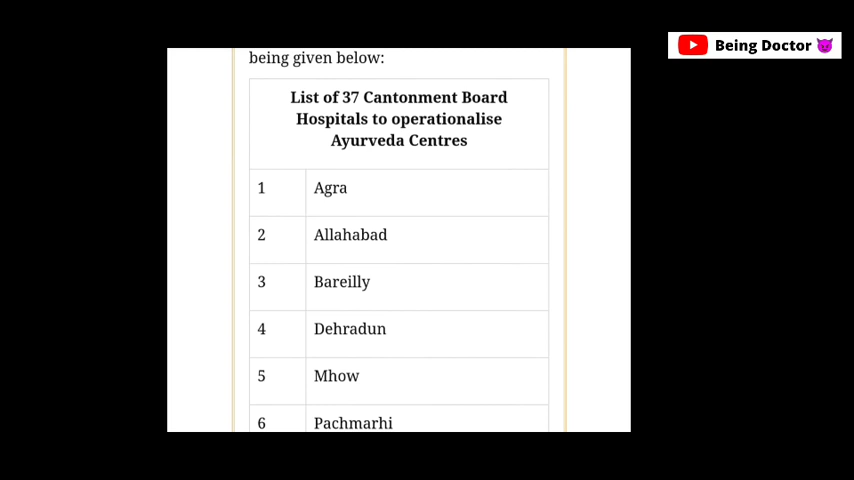 Being Doctor 😈
being given below:
List of 37 Cantonment Board
Hospitals to operationalise
Ayurveda Centres
1 Agra
2 Allahabad
3 Bareilly
4 Dehradun
5 Mhow
6 Pachmarhi